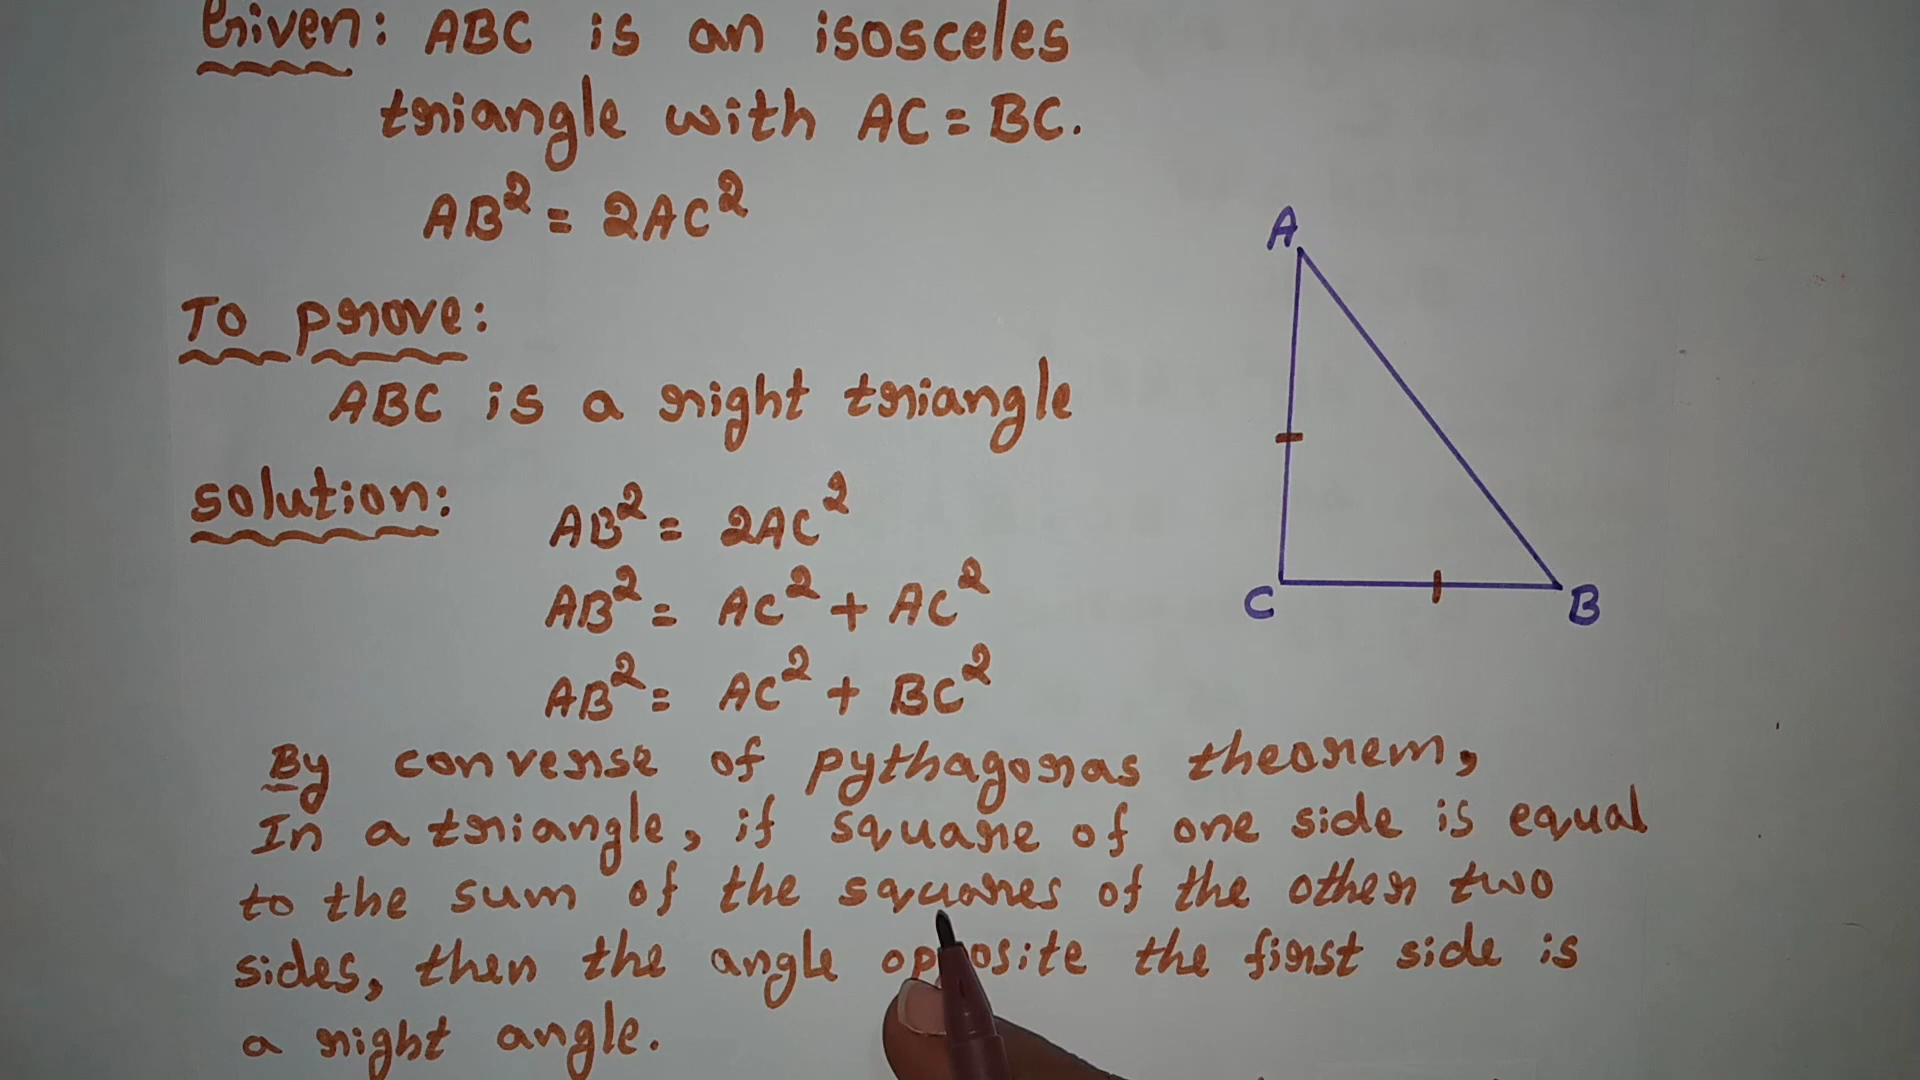 Given: ABC is an isosceles
triangle with AC = BC.
AB² = 2AC²
To prove:
ABC is a right triangle
solution:
AB² = 2AC²
AB² = AC² + AC²
AB² = AC² + BC²
By converse of pythagoras theorem,
In a triangle, if square of one side is equal
to the sum of the squares of the other two
sides, then the angle opposite the first side is
a right angle.
A
C
B